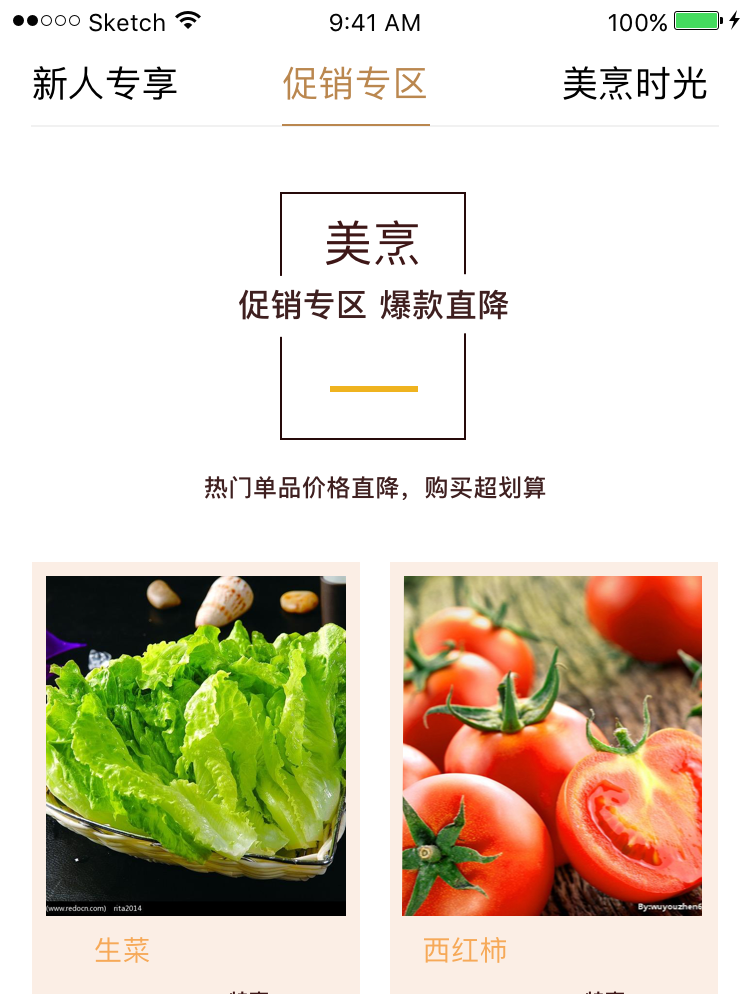 Sketch 9:41 AM 100%
新人专享 促销专区 美烹时光
美烹
促销专区 爆款直降
热门单品价格直降，购买超划算
(www.redocn.com) rita2014
By:wuyouzhen
生菜 西红柿